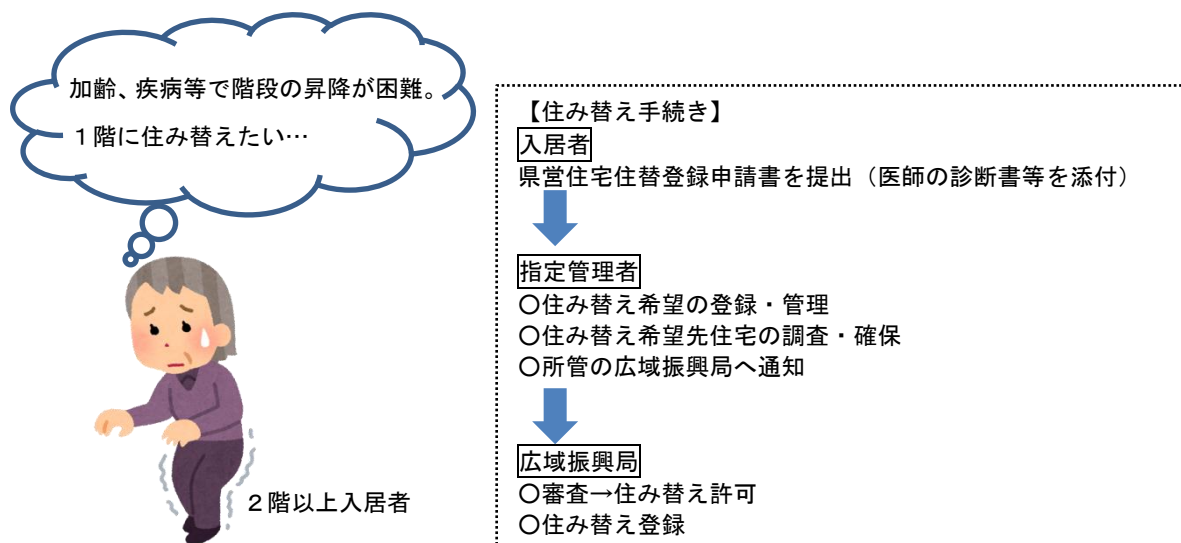 加齢、疾病等で階段の昇降が困難。
１階に住み替えたい…
２階以上入居者
【住み替え手続き】
入居者
県営住宅住替登録申請書を提出（医師の診断書等を添付）
指定管理者
〇住み替え希望の登録・管理
〇住み替え希望先住宅の調査・確保
〇所管の広域振興局へ通知
広域振興局
〇審査→住み替え許可
〇住み替え登録